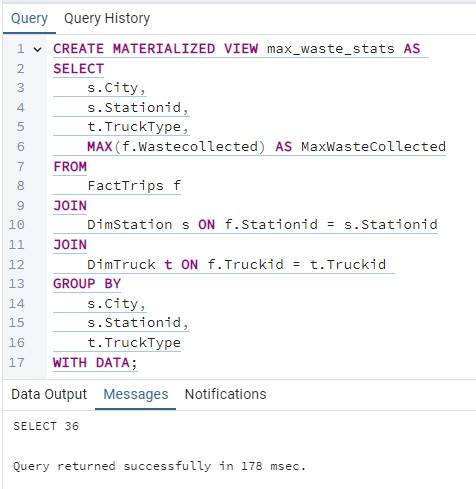 Query Query History
1 CREATE MATERIALIZED VIEW max_waste_stats AS
2 SELECT
3 s.City,
4 s.Stationid,
5 t.TruckType,
6 MAX(f.Wastecollected) AS MaxWasteCollected
7 FROM
8 FactTrips f
9 JOIN
10 DimStation s ON f.Stationid = s.Stationid
11 JOIN
12 DimTruck t ON f.Truckid = t.Truckid
13 GROUP BY
14 s.City,
15 s.Stationid,
16 t.TruckType
17 WITH DATA;
Data Output Messages Notifications
SELECT 36
Query returned successfully in 178 msec.